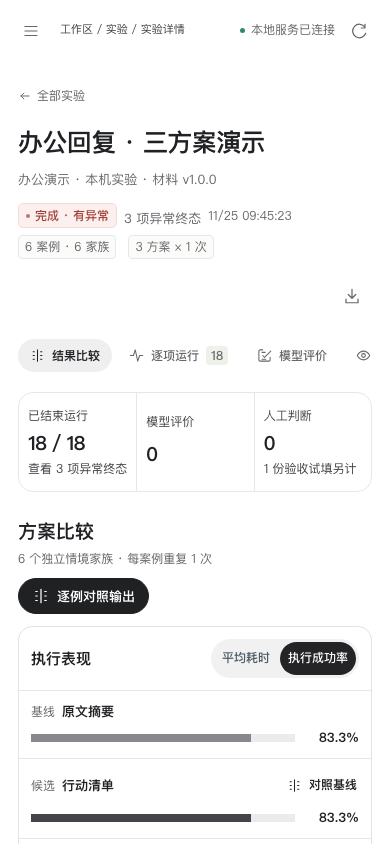 工作区 / 实验 / 实验详情
本地服务已连接
← 全部实验
办公回复 · 三方案演示
办公演示 · 本机实验 · 材料 v1.0.0
完成 · 有异常 3 项异常终态 11/25 09:45:23
6 案例 · 6 家族 3 方案 × 1 次
结果比较 逐项运行 18 模型评价
已结束运行 模型评价 人工判断
18 / 18 0 0
查看 3 项异常终态 1 份验收试填另计
方案比较
6 个独立情境家族 · 每案例重复 1 次
逐例对照输出
执行表现 平均耗时 执行成功率
基线 原文摘要
83.3%
候选 行动清单 对照基线
83.3%